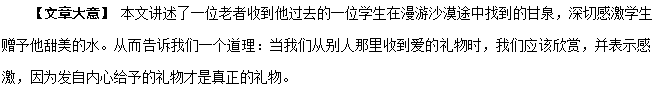 【文章大意】 本文讲述了一位老者收到他过去的一位学生在漫游沙漠途中找到的甘泉，深切感激学生
赠予他甜美的水。从而告诉我们一个道理：当我们从别人那里收到爱的礼物时，我们应该欣赏，并表示感
激，因为发自内心给予的礼物才是真正的礼物。